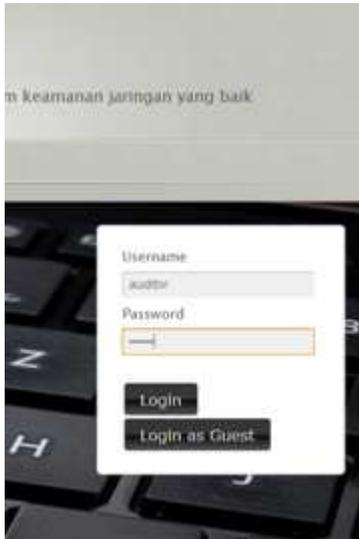 m keamanan jaringan yang baik
Username
auditor
Password
Login
Login as Guest
Z
H
J